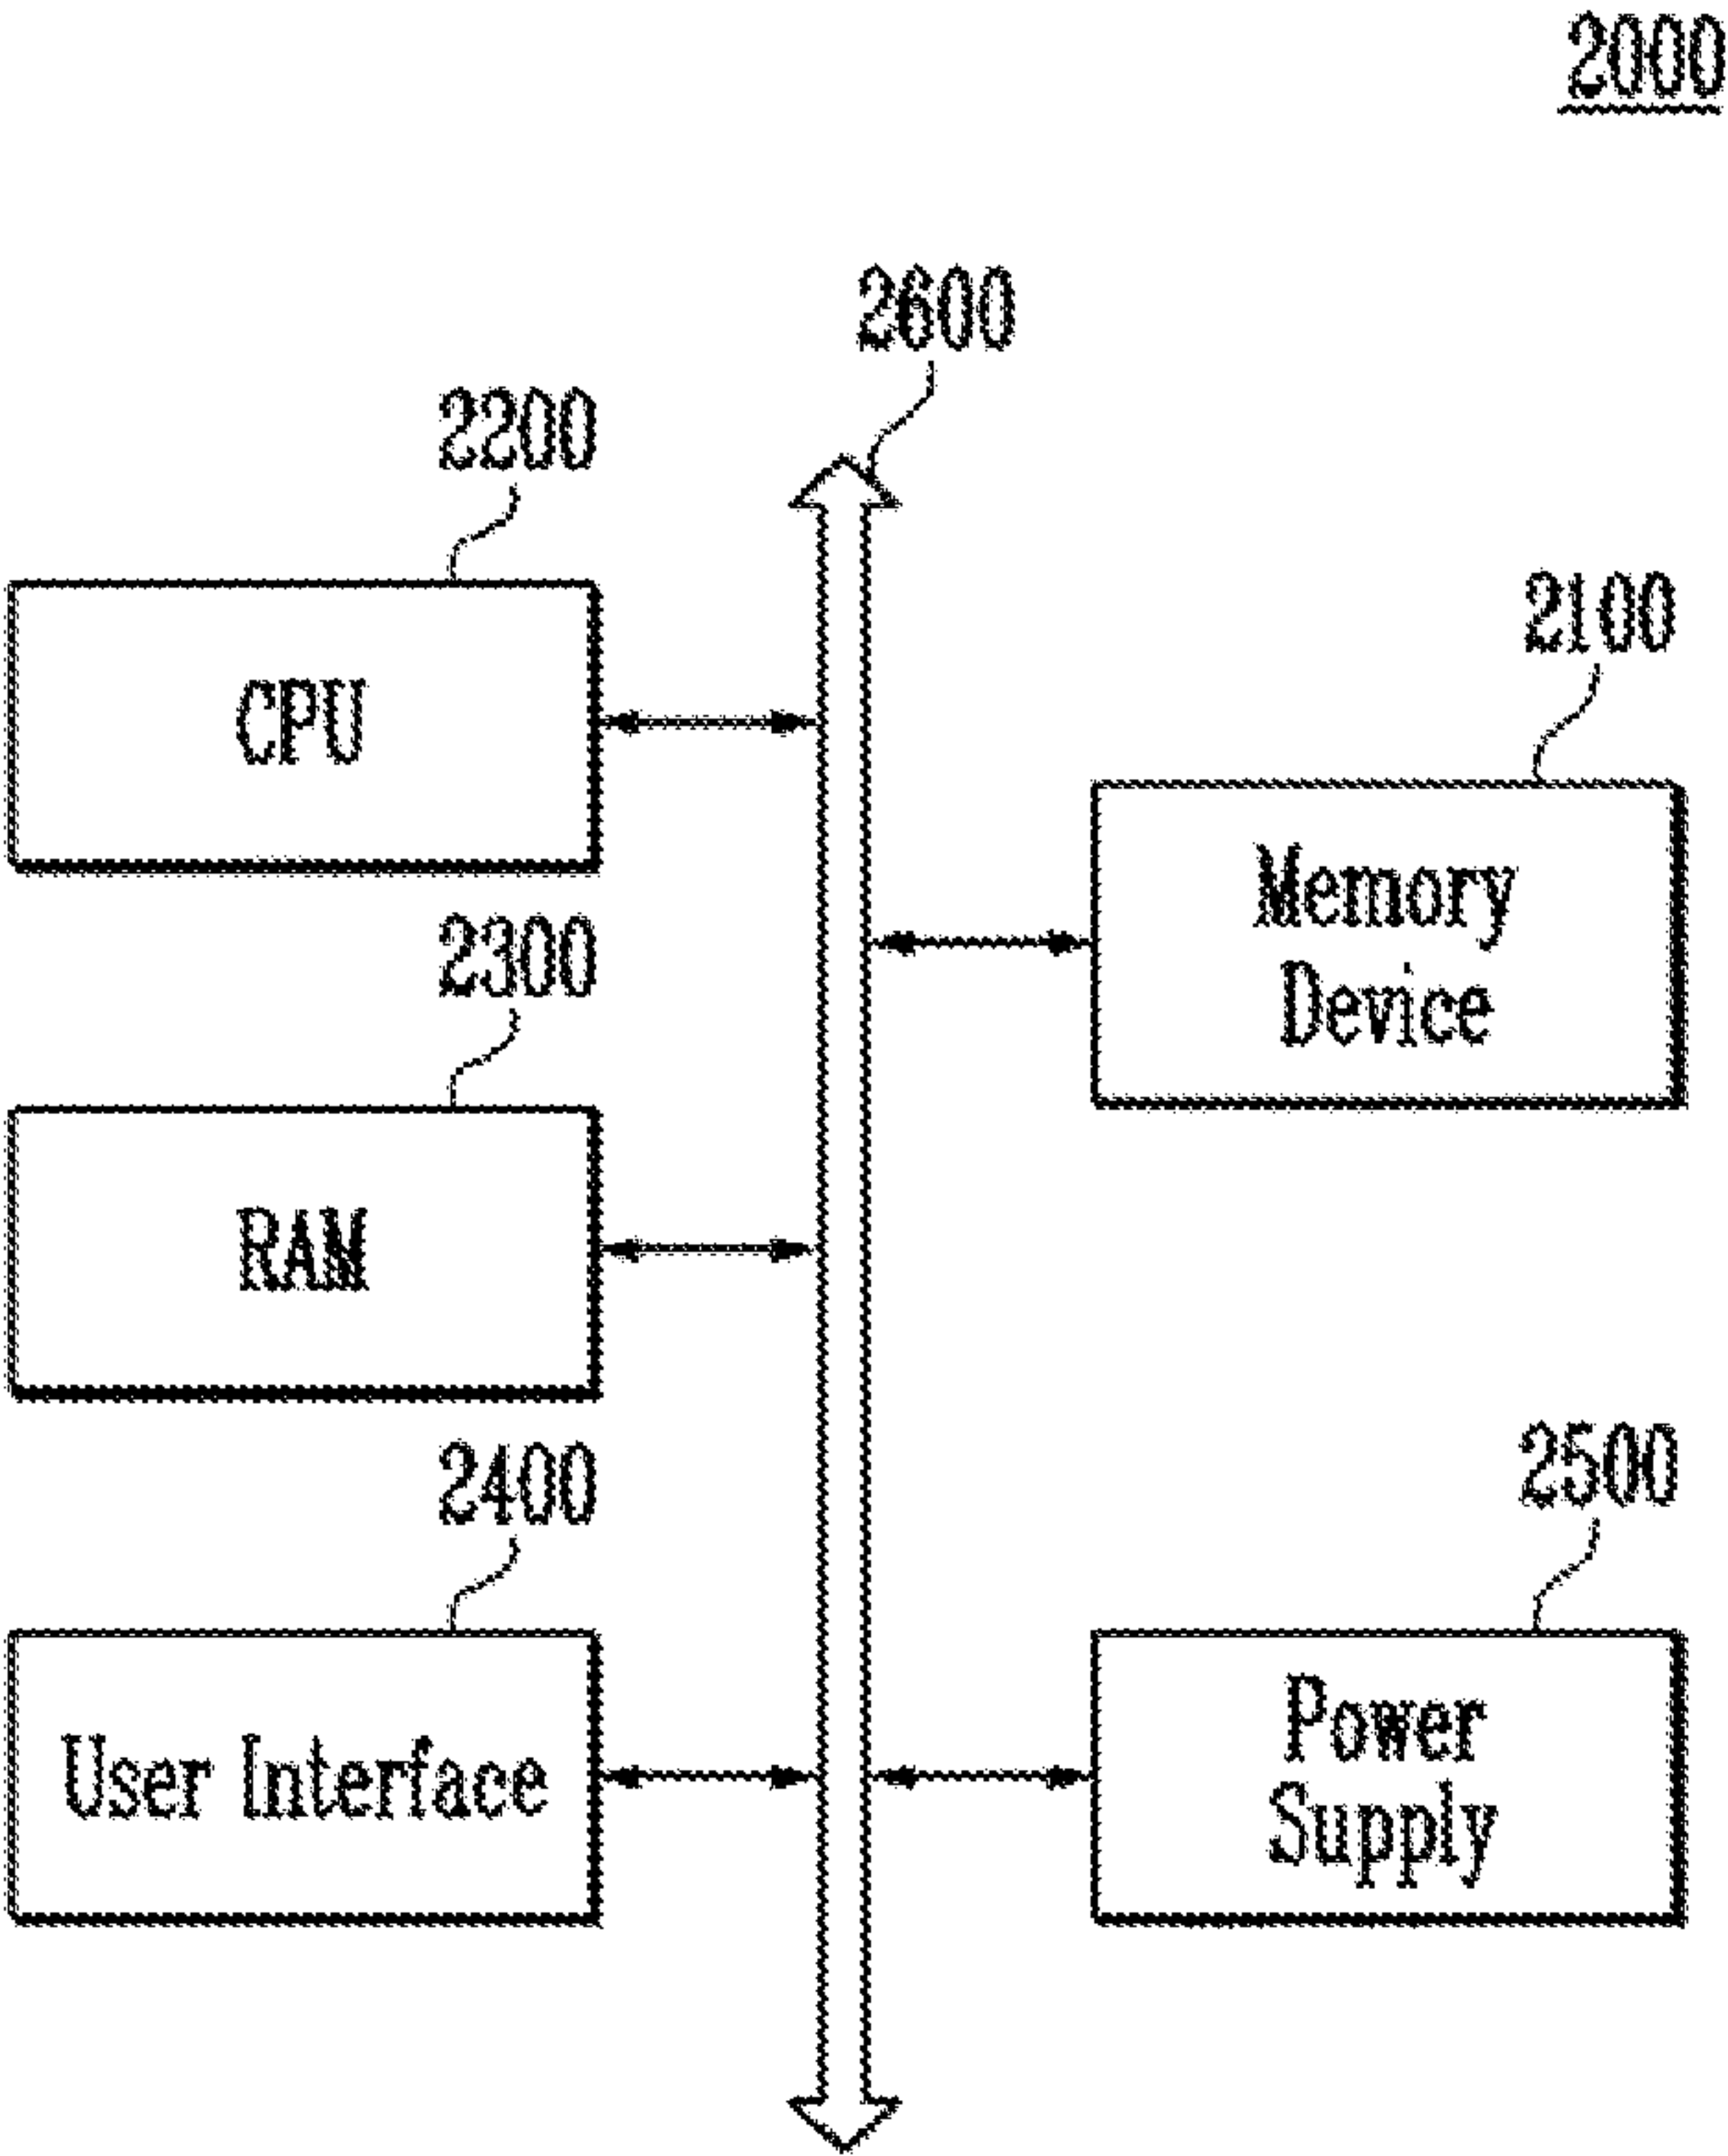 2000
2600
2200
CPU
2100
Memory
Device
2300
RAM
2400
User Interface
2500
Power
Supply